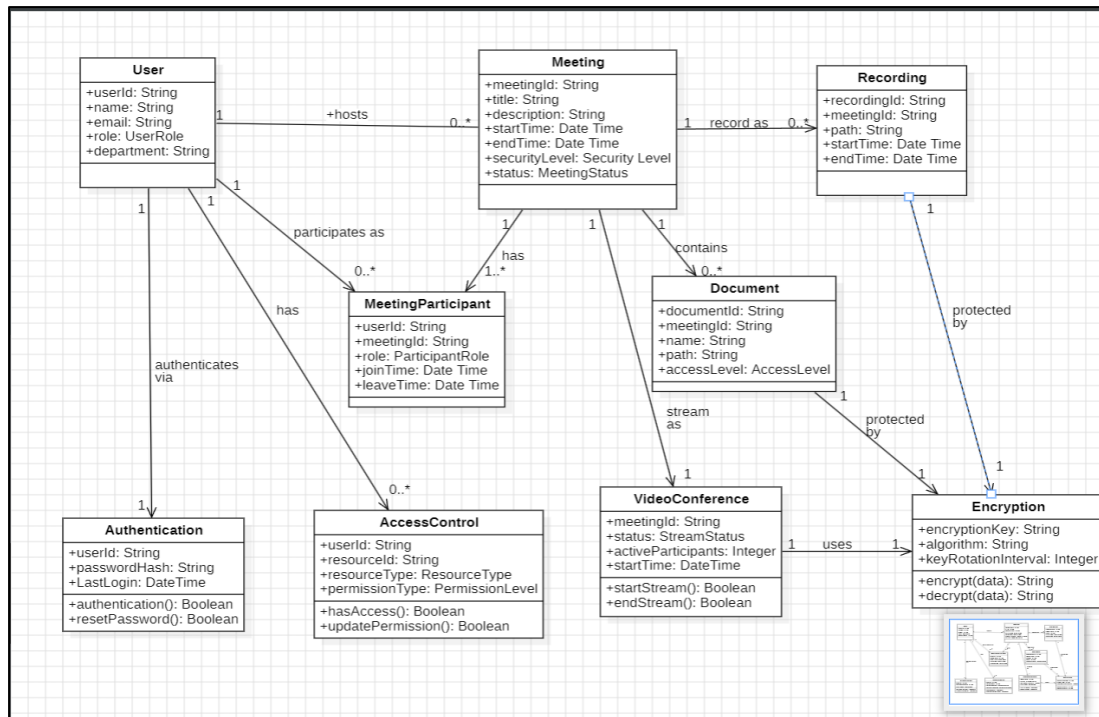 User
+userId: String
+name: String
+email: String
+role: UserRole
+department: String
1
+hosts
0..*
Meeting
+meetingId: String
+title: String
+description: String
+startTime: Date Time
+endTime: Date Time
+securityLevel: Security Level
+status: MeetingStatus
1
record as
0..*
Recording
+recordingId: String
+meetingId: String
+path: String
+startTime: Date Time
+endTime: Date Time
1
1
1
participates as
0..*
1
has
1..*
1
1
contains
0..*
1
MeetingParticipant
+userId: String
+meetingId: String
+role: ParticipantRole
+joinTime: Date Time
+leaveTime: Date Time
Document
+documentId: String
+meetingId: String
+name: String
+path: String
+accessLevel: AccessLevel
has
protected
by
authenticates
via
stream
as
1
protected
by
1
0..*
1
1
1
Authentication
+userId: String
+passwordHash: String
+LastLogin: DateTime
+authentication(): Boolean
+resetPassword(): Boolean
AccessControl
+userId: String
+resourceId: String
+resourceType: ResourceType
+permissionType: PermissionLevel
+hasAccess(): Boolean
+updatePermission(): Boolean
VideoConference
+meetingId: String
+status: StreamStatus
+activeParticipants: Integer
+startTime: DateTime
+startStream(): Boolean
+endStream(): Boolean
1
uses
1
Encryption
+encryptionKey: String
+algorithm: String
+keyRotationInterval: Integer
+encrypt(data): String
+decrypt(data): String